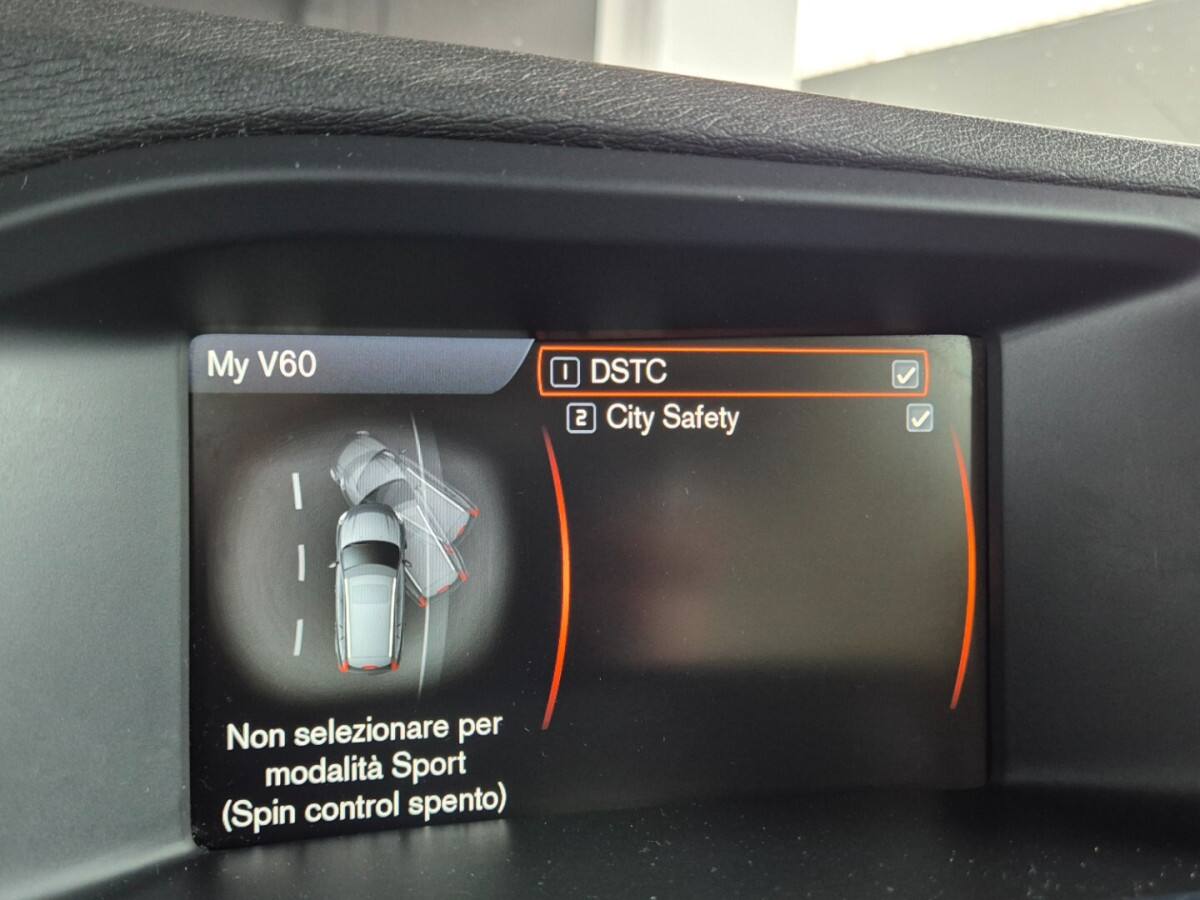 My V60
1 DSTC
2 City Safety
Non selezionare per
modalità Sport
(Spin control spento)